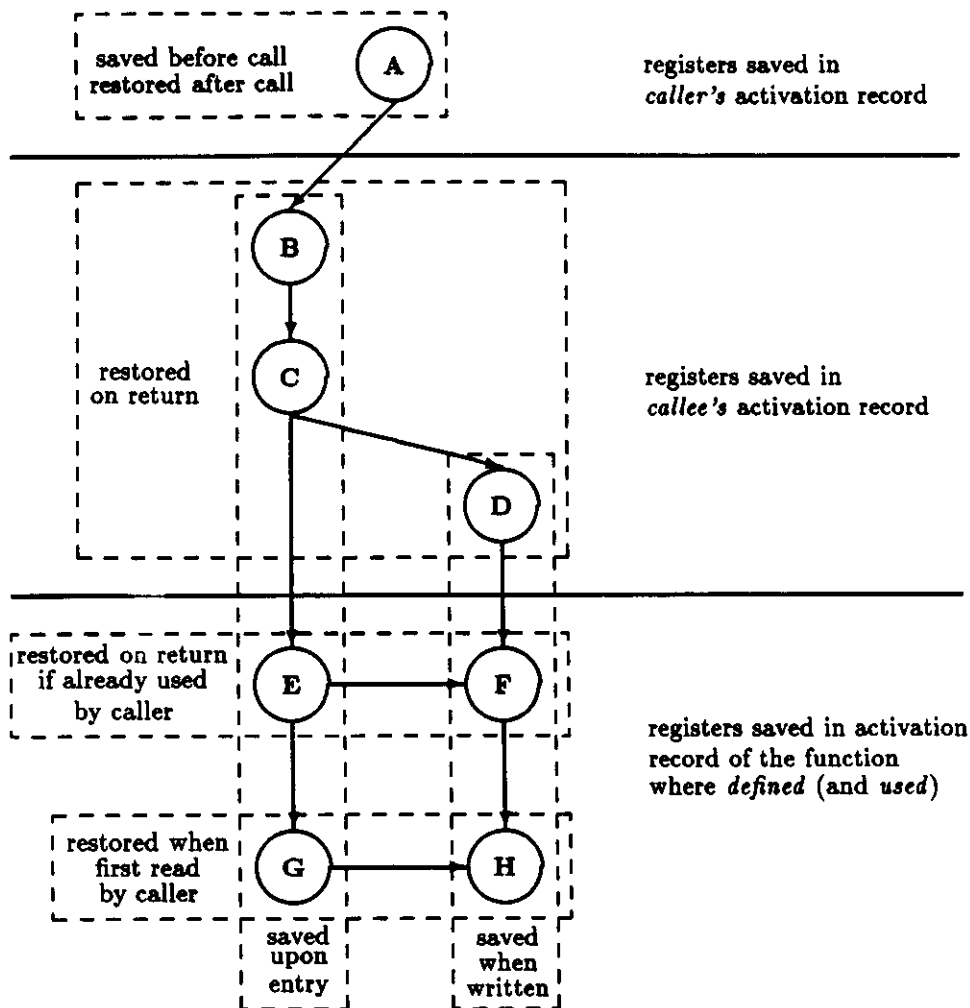 saved before call
restored after call
A
registers saved in
caller's activation record
B
C
restored
on return
registers saved in
callee's activation record
D
restored on return
if already used
by caller
E
F
registers saved in activation
record of the function
where defined (and used)
restored when
first read
by caller
G
H
saved
upon
entry
saved
when
written